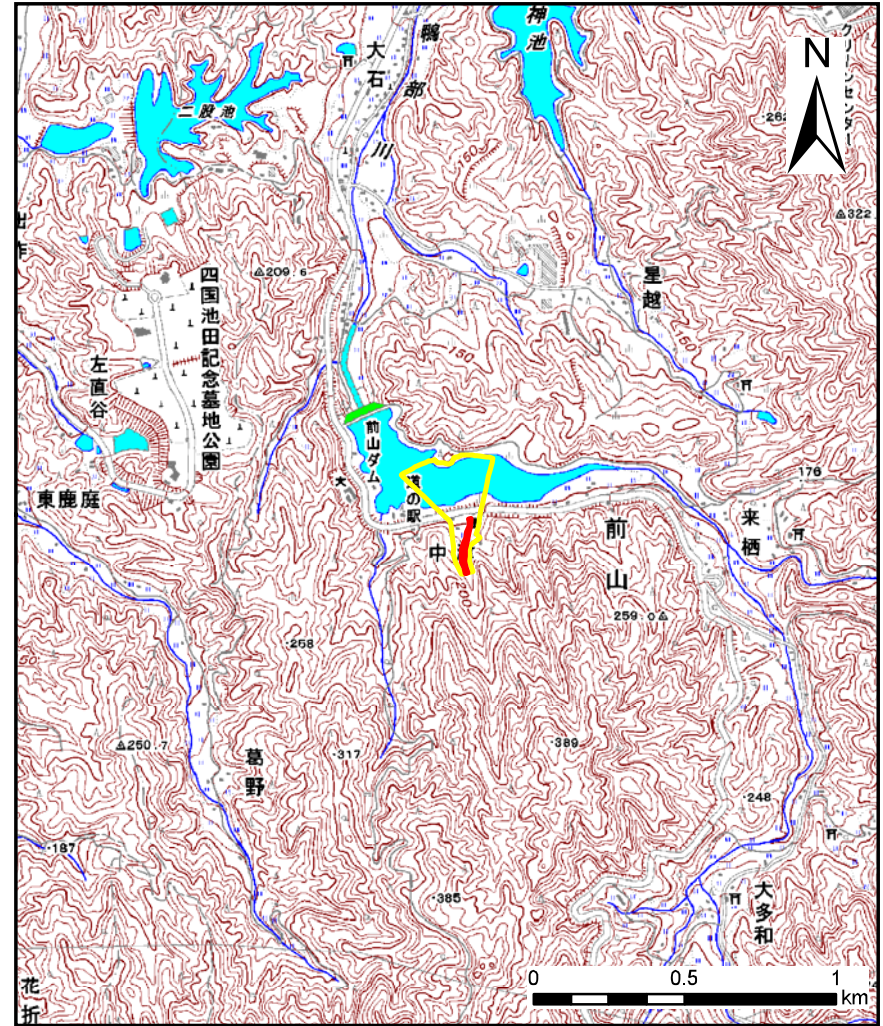 神池
鴨部川
大石
二股池
クリーンセンター
N
・262
322
150
209.6
星越
四国池田記念墓地公園
左直谷
150
150
前山ダム
道の駅
176
東鹿庭
来栖
前山
中
200
259.0
・268
250.7
・317
・389
葛野
・248
・187
・385
大多和
花折
0 0.5 1
km